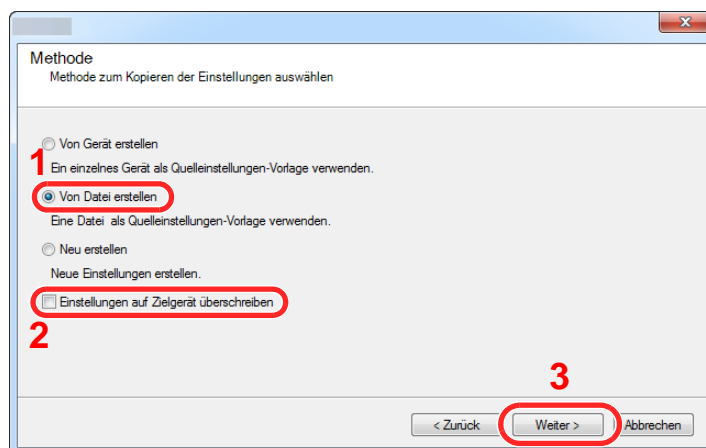 Methode
Methode zum Kopieren der Einstellungen auswählen
Von Gerät erstellen
1
Ein einzelnes Gerät als Quelleinstellungen-Vorlage verwenden.
Von Datei erstellen
Eine Datei als Quelleinstellungen-Vorlage verwenden.
Neu erstellen
Neue Einstellungen erstellen.
Einstellungen auf Zielgerät überschreiben
2
3
< Zurück Weiter > Abbrechen